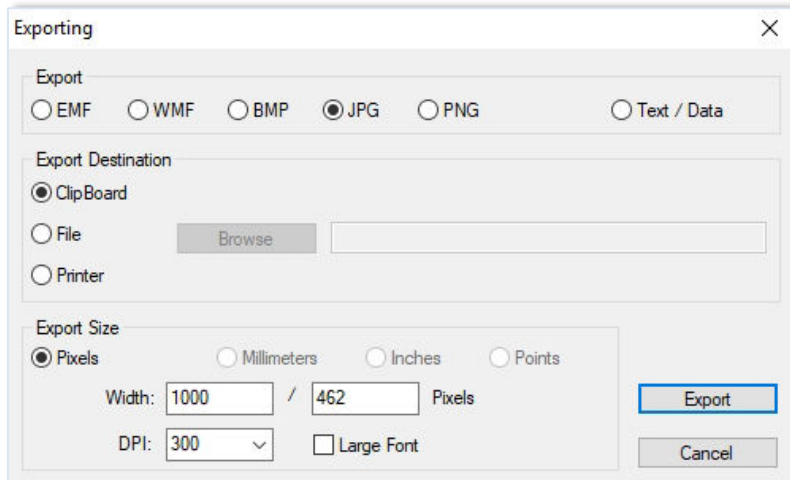 Exporting
Export
EMF WMF BMP JPG PNG Text / Data
Export Destination
ClipBoard
File Browse
Printer
Export Size
Pixels Millimeters Inches Points
Width: 1000 / 462 Pixels
Export
DPI: 300 Large Font
Cancel